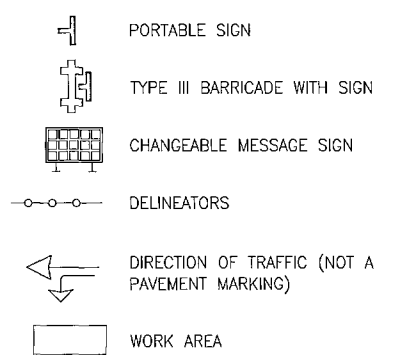 PORTABLE SIGN
TYPE III BARRICADE WITH SIGN
CHANGEABLE MESSAGE SIGN
DELINEATORS
DIRECTION OF TRAFFIC (NOT A
PAVEMENT MARKING)
WORK AREA